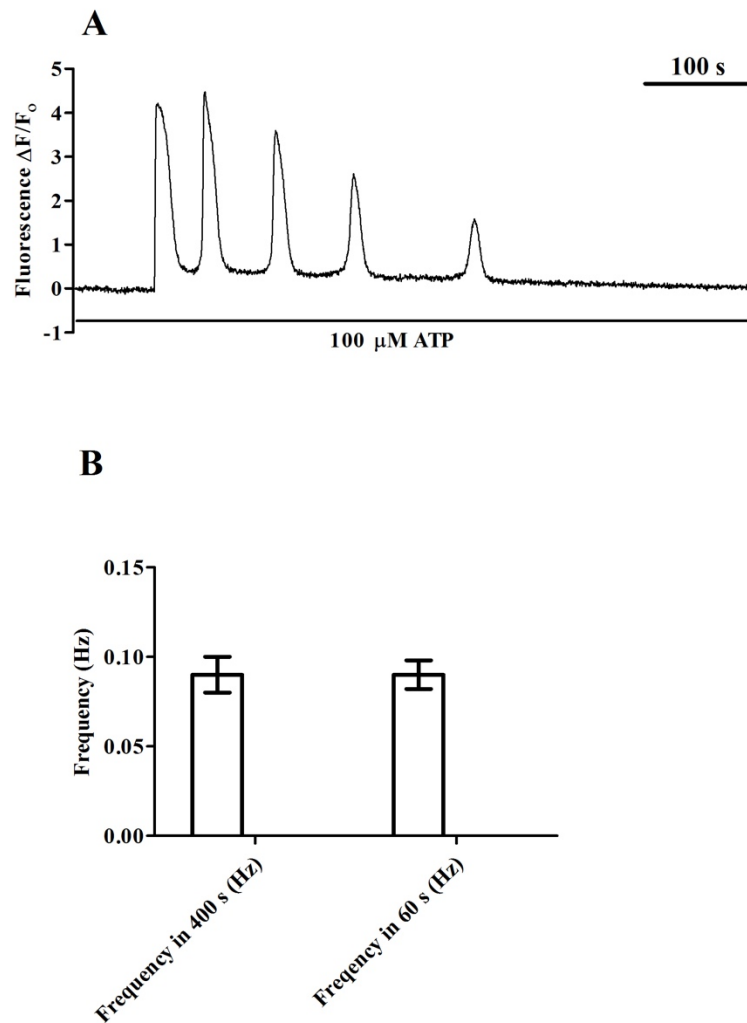 A
100 s
Fluorescence ΔF/Fo
5
4
3
2
1
0
-1
100 μM ATP
B
Frequency (Hz)
0.15
0.10
0.05
0.00
Frequency in 400 s (Hz)
Freqency in 60 s (Hz)